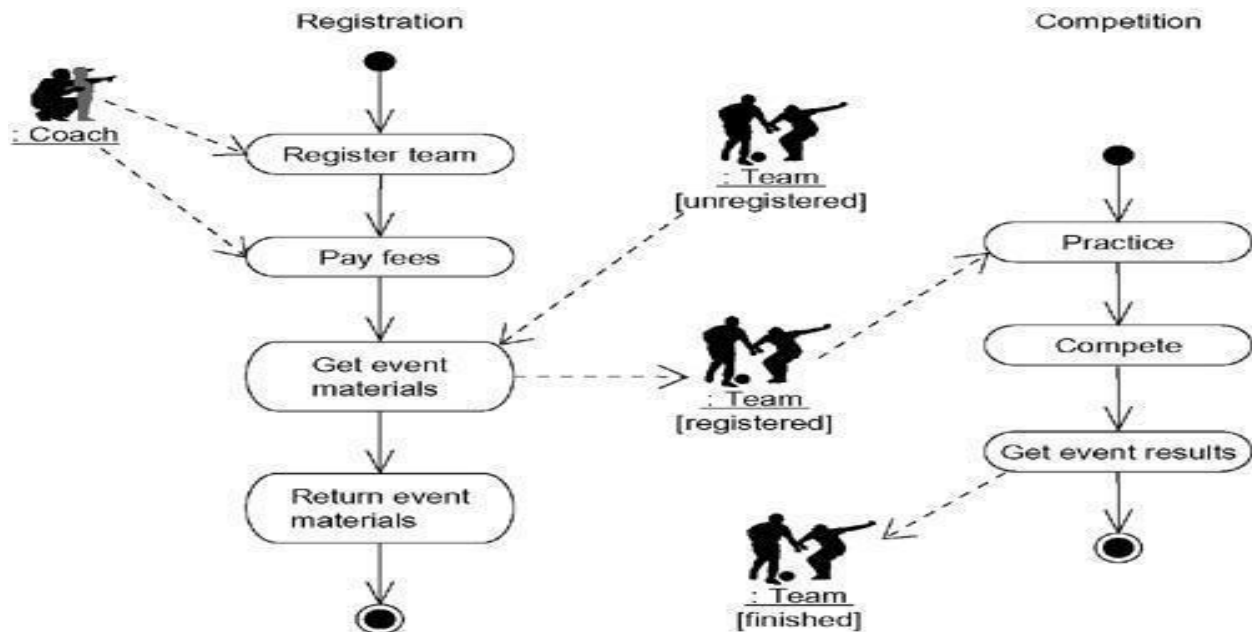 Registration
Competition
: Coach
Register team
: Team
[unregistered]
Pay fees
Practice
Get event
materials
: Team
[registered]
Compete
Get event results
Return event
materials
: Team
[finished]